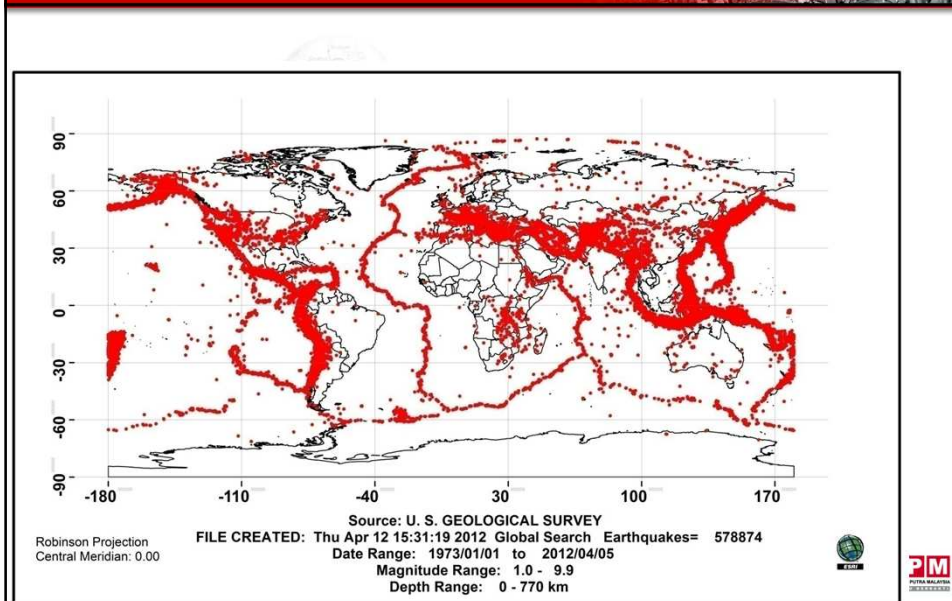 90
60
30
0
-30
-60
-90
-180 -110 -40 30 100 170
Source: U. S. GEOLOGICAL SURVEY
Robinson Projection
Central Meridian: 0.00
FILE CREATED: Thu Apr 12 15:31:19 2012 Global Search Earthquakes= 578874
Date Range: 1973/01/01 to 2012/04/05
Magnitude Range: 1.0 - 9.9
Depth Range: 0 - 770 km
ESRI
PM
PUTRA MALAYSIA